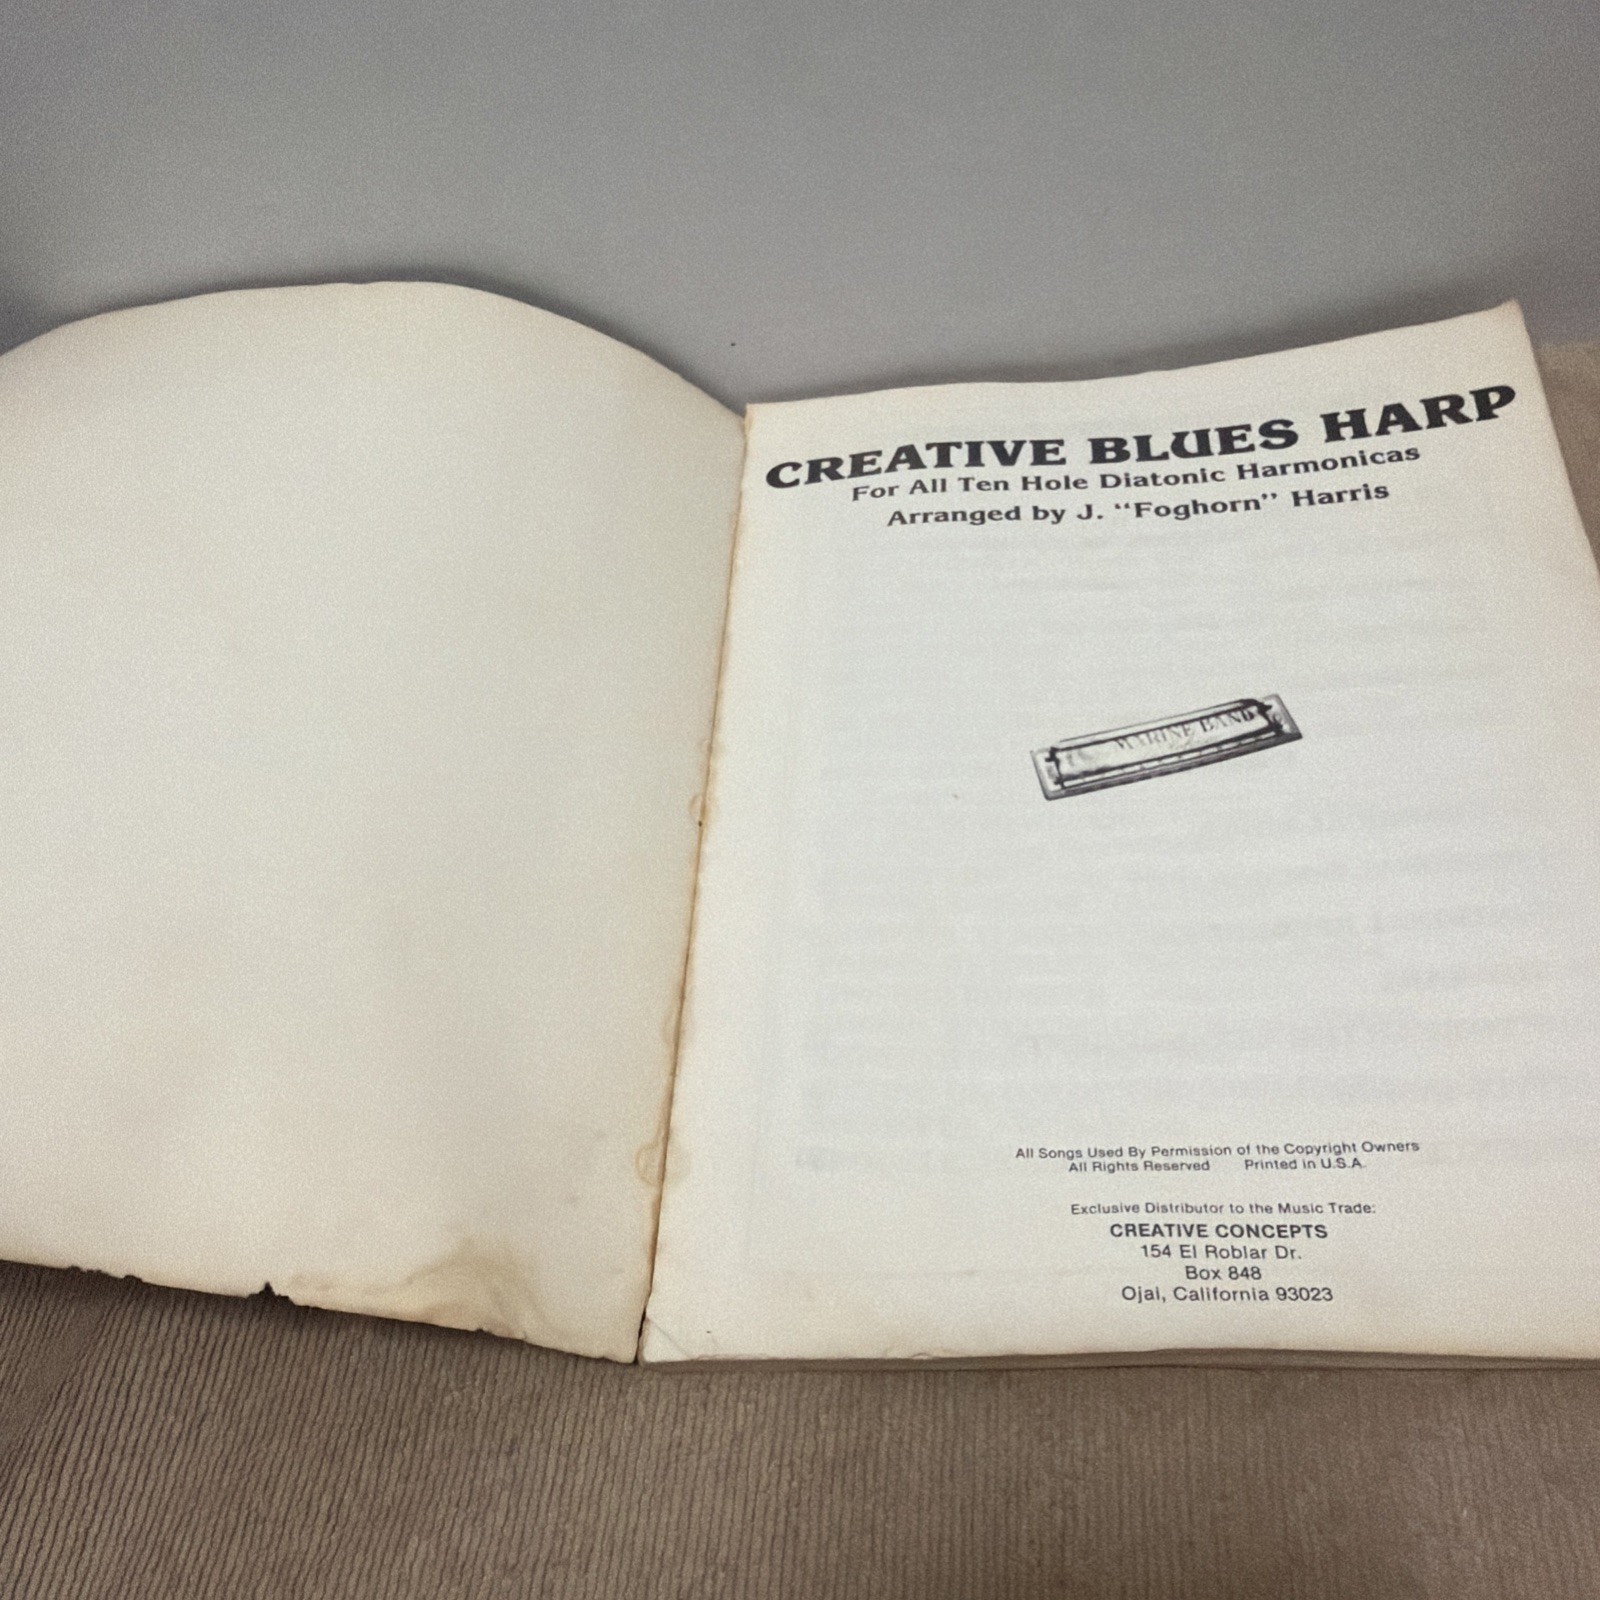 CREATIVE BLUES HARP
For All Ten Hole Diatonic Harmonicas
Arranged by J. "Foghorn" Harris
MARINE BAND
All Songs Used By Permission of the Copyright Owners
All Rights Reserved Printed in U.S.A.
Exclusive Distributor to the Music Trade:
CREATIVE CONCEPTS
154 El Roblar Dr.
Box 848
Ojai, California 93023